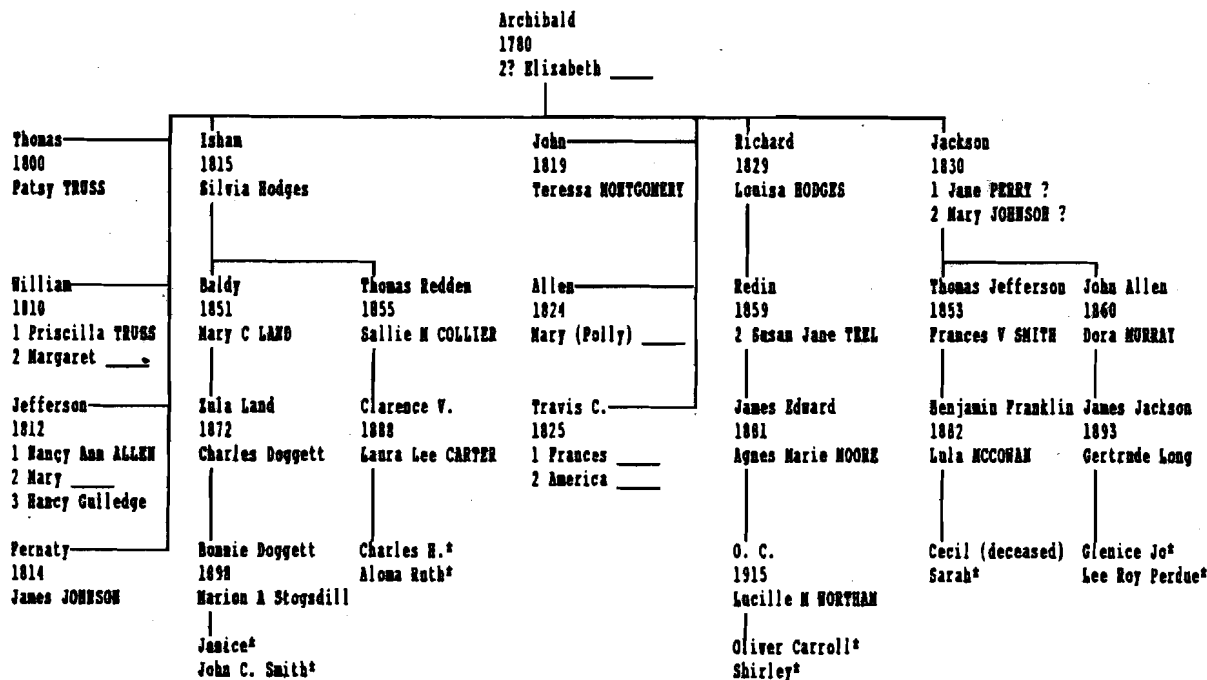 Archibald
1780
2? Elizabeth ____
Thomas
1800
Patsy TRUSS
Isham
1815
Silvia Hodges
John
1819
Teressa MONTGOMERY
Richard
1829
Louisa HODGES
Jackson
1830
1 Jane PERRY ?
2 Mary JOHNSON ?
William
1810
1 Priscilla TRUSS
2 Margaret ____
Baldy
1851
Mary C LAND
Thomas Redden
1855
Sallie M COLLIER
Allen
1824
Mary (Polly) ____
Redin
1859
2 Susan Jane TEEL
Thomas Jefferson
1853
Frances V SMITH
John Allen
1860
Dora MURRAY
Jefferson
1812
1 Nancy Ann ALLEN
2 Mary ____
3 Nancy Gulledge
Zula Land
1872
Charles Doggett
Clarence V.
1888
Laura Lee CARTER
Travis C.
1825
1 Frances ____
2 America ____
James Edward
1881
Agnes Marie MOORE
Benjamin Franklin
1882
Lula MCCOWAN
James Jackson
1893
Gertrude Long
Pernaty
1814
James JOHNSON
Bonnie Doggett
1898
Marion A Stogsdill
Charles H.*
Aloma Ruth*
O. C.
1915
Lucille M WORTHAM
Cecil (deceased)
Sarah*
Glenice Jo*
Lee Roy Perdue*
Janice*
John C. Smith*
Oliver Carroll*
Shirley*